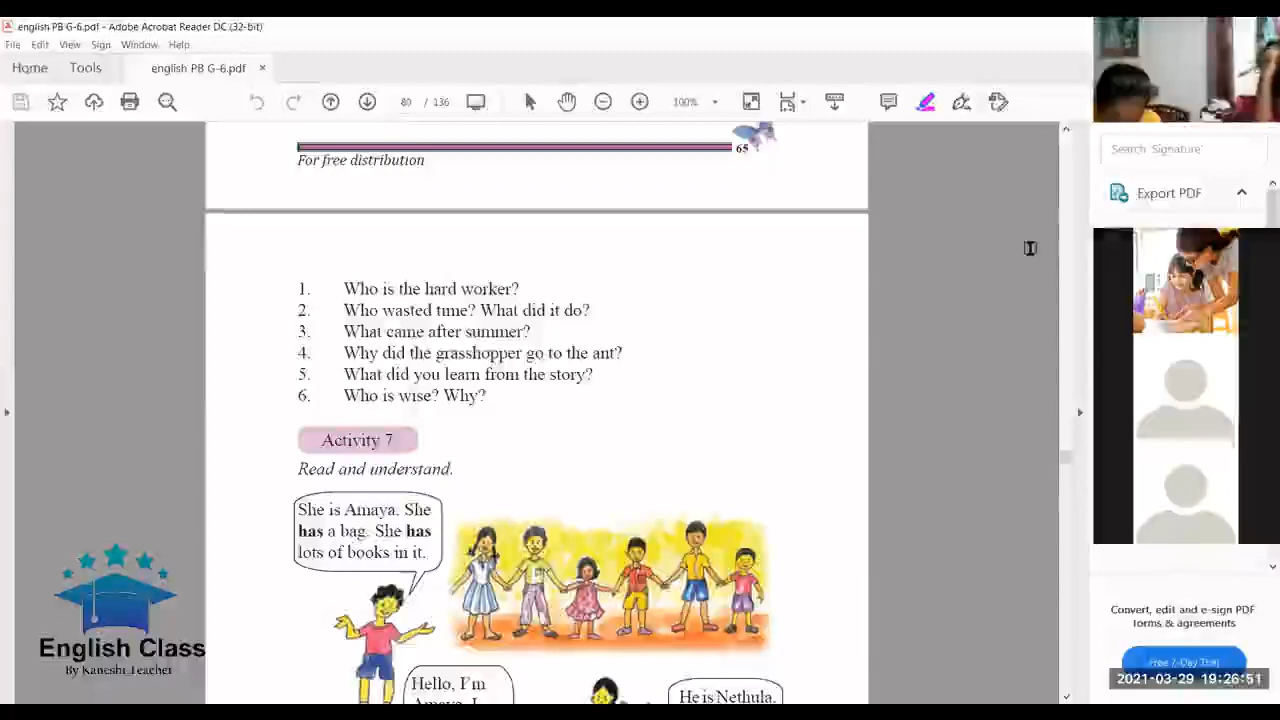 english PB G-6.pdf - Adobe Acrobat Reader DC (32-bit)
File Edit View Sign Window Help
Home Tools english PB G-6.pdf ×
80 / 136 100%
65
For free distribution
Search 'Signature'
Export PDF
1. Who is the hard worker?
2. Who wasted time? What did it do?
3. What came after summer?
4. Why did the grasshopper go to the ant?
5. What did you learn from the story?
6. Who is wise? Why?
Activity 7
Read and understand.
She is Amaya. She
has a bag. She has
lots of books in it.
Hello, I'm
He is Nethula.
English Class
By Kaneshi Teacher
Convert, edit and e-sign PDF
forms & agreements
Free 7-Day Trial
2021-03-29 19:26:51